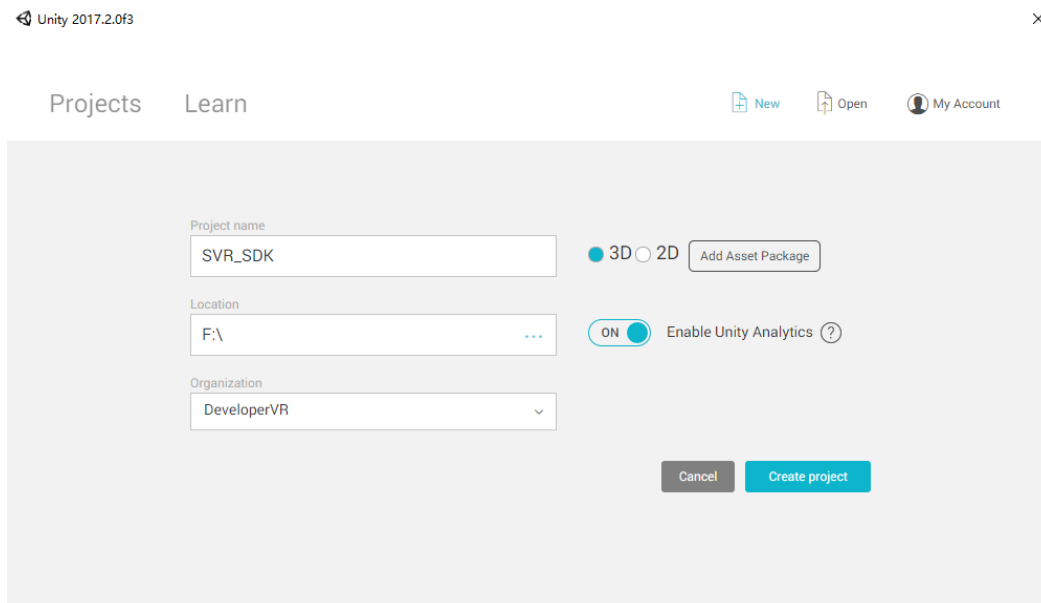 Unity 2017.2.0f3
Projects Learn New Open My Account
Project name
SVR_SDK
3D 2D Add Asset Package
Location
F:\
...
ON Enable Unity Analytics ?
Organization
DeveloperVR
Cancel Create project